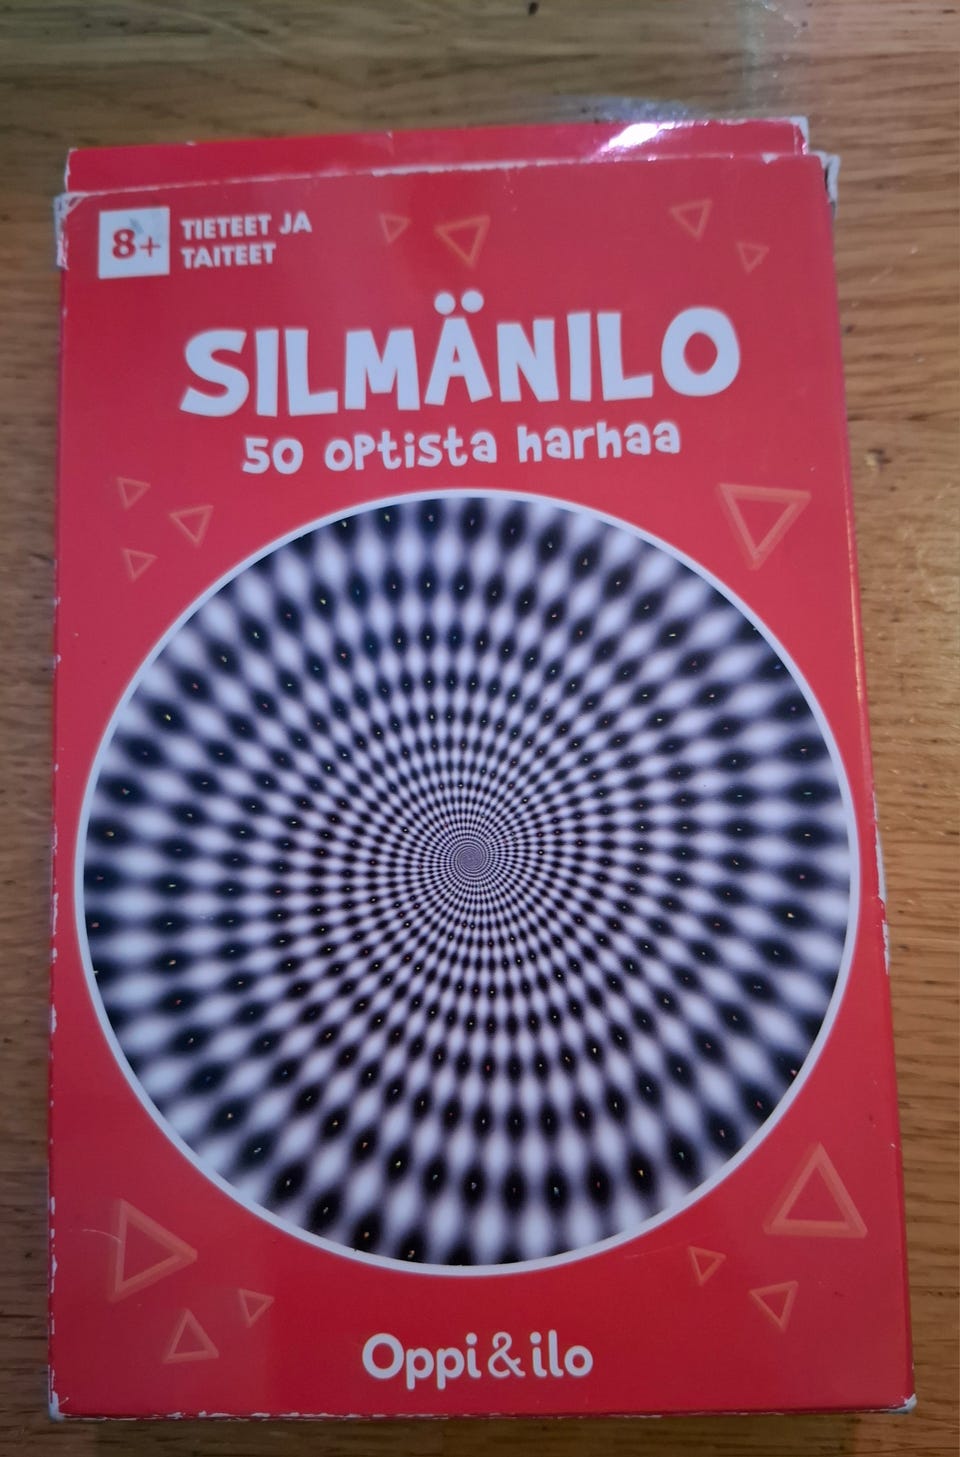 8+
TIETEET JA
TAITEET
SILMÄNILO
50 optista harhaa
Oppi&ilo